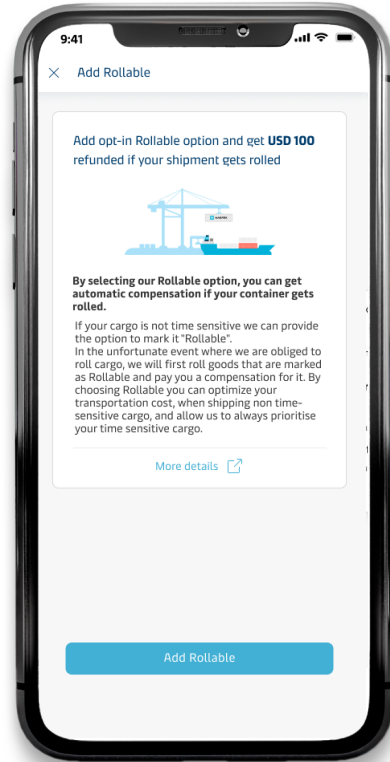 9:41
Add Rollable
Add opt-in Rollable option and get USD 100
refunded if your shipment gets rolled
By selecting our Rollable option, you can get
automatic compensation if your container gets
rolled.
If your cargo is not time sensitive we can provide
the option to mark it "Rollable".
In the unfortunate event where we are obliged to
roll cargo, we will first roll goods that are marked
as Rollable and pay you a compensation for it. By
choosing Rollable you can optimize your
transportation cost, when shipping non time-
sensitive cargo, and allow us to always prioritise
your time sensitive cargo.
More details
Add Rollable